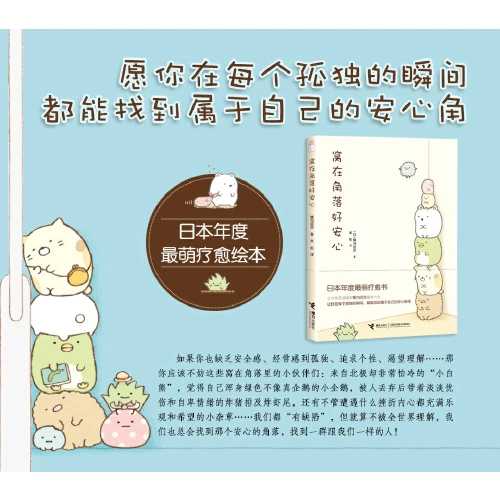 愿你在每个孤独的瞬间
都能找到属于自己的安心角
日本年度
最萌疗愈绘本
窝在角落好安心
日本年度最萌疗愈书
如果你也缺乏安全感、经常感到孤独、追求个性、渴望理解……那
你应该不妨这些窝在角落里的小伙伴们：来自北极却非常怕冷的“小白
熊”，觉得自己浑身绿色不像真企鹅的小企鹅，被人丢弃后带着淡淡忧
伤和自卑情绪的炸猪排及炸虾尾，还有不管遭遇什么挫折内心都充满乐
观和希望的小杂草……我们都“有缺憾”，但就算不被全世界理解，我
们也总会找到那个安心的角落，找到一群跟我们一样的人！